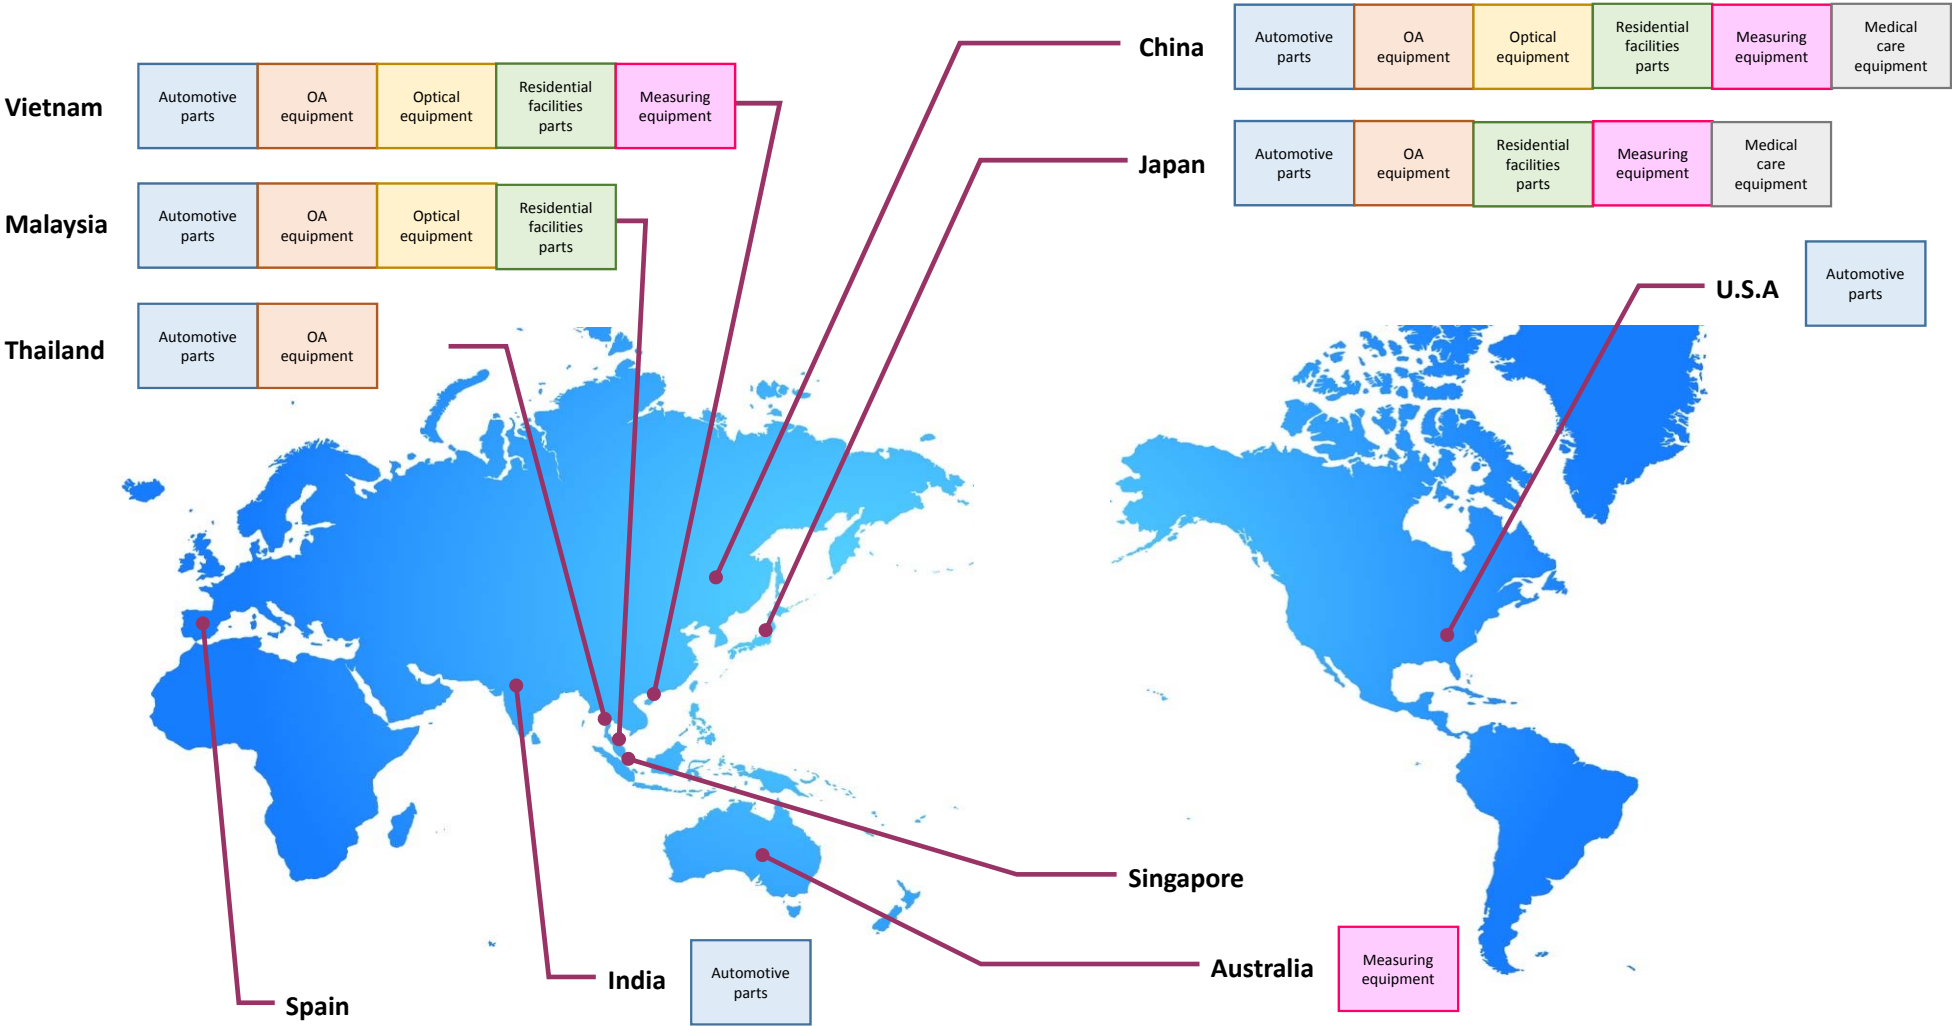 China
Automotive
parts
OA
equipment
Optical
equipment
Residential
facilities
parts
Measuring
equipment
Medical
care
equipment
Vietnam
Automotive
parts
OA
equipment
Optical
equipment
Residential
facilities
parts
Measuring
equipment
Japan
Automotive
parts
OA
equipment
Residential
facilities
parts
Measuring
equipment
Medical
care
equipment
Malaysia
Automotive
parts
OA
equipment
Optical
equipment
Residential
facilities
parts
U.S.A
Automotive
parts
Thailand
Automotive
parts
OA
equipment
Singapore
Australia
Measuring
equipment
India
Automotive
parts
Spain